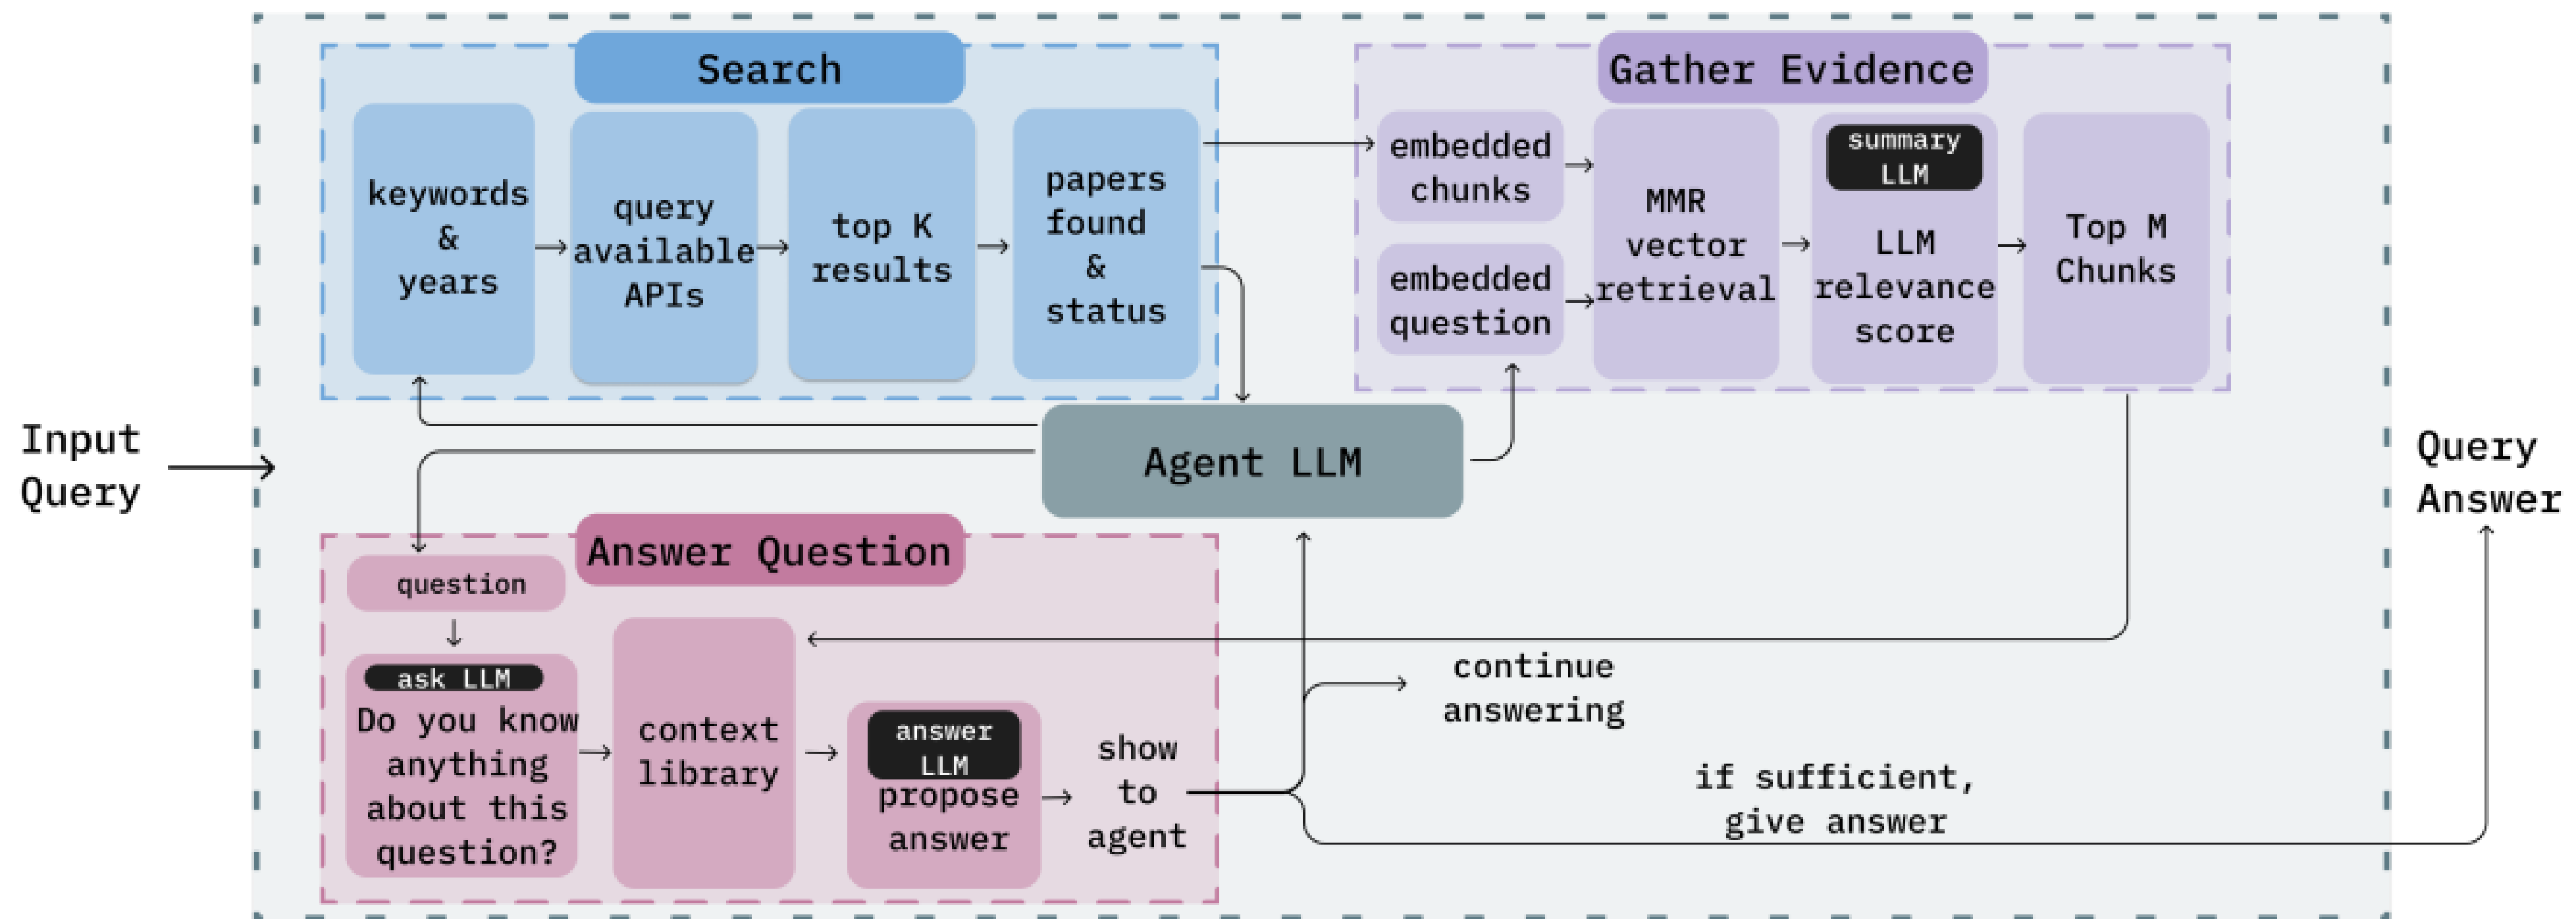 Input
Query
Search
keywords
&
years
query
available
APIs
top K
results
papers
found
&
status
Gather Evidence
embedded
chunks
embedded
question
MMR
vector
retrieval
summary
LLM
LLM
relevance
score
Top M
Chunks
Agent LLM
Answer Question
question
ask LLM
Do you know
anything
about this
question?
context
library
answer
LLM
propose
answer
show
to
agent
continue
answering
if sufficient,
give answer
Query
Answer